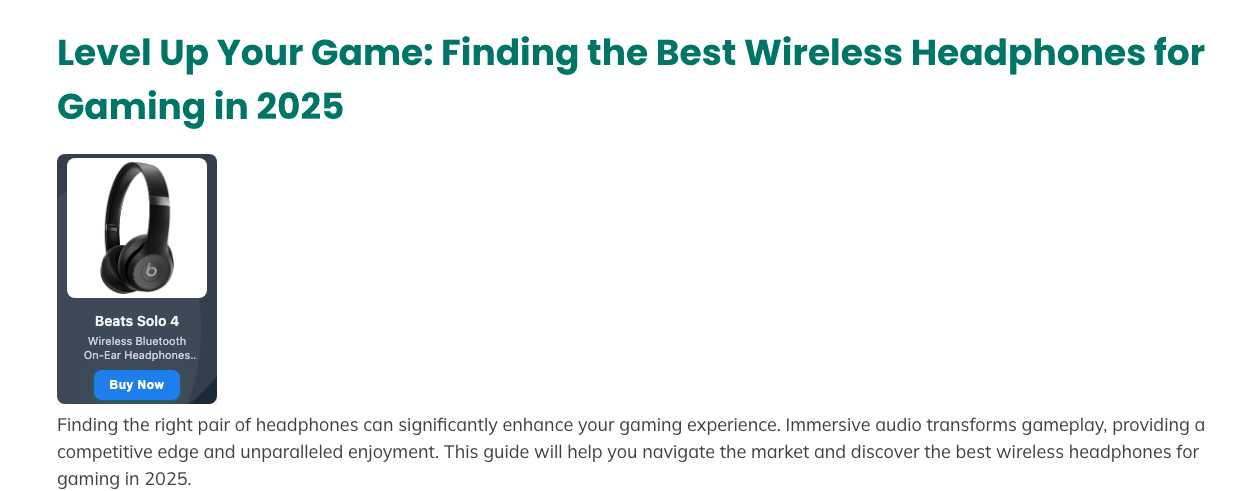 Level Up Your Game: Finding the Best Wireless Headphones for
Gaming in 2025
b
Beats Solo 4
Wireless Bluetooth
On-Ear Headphones..
Buy Now
Finding the right pair of headphones can significantly enhance your gaming experience. Immersive audio transforms gameplay, providing a
competitive edge and unparalleled enjoyment. This guide will help you navigate the market and discover the best wireless headphones for
gaming in 2025.